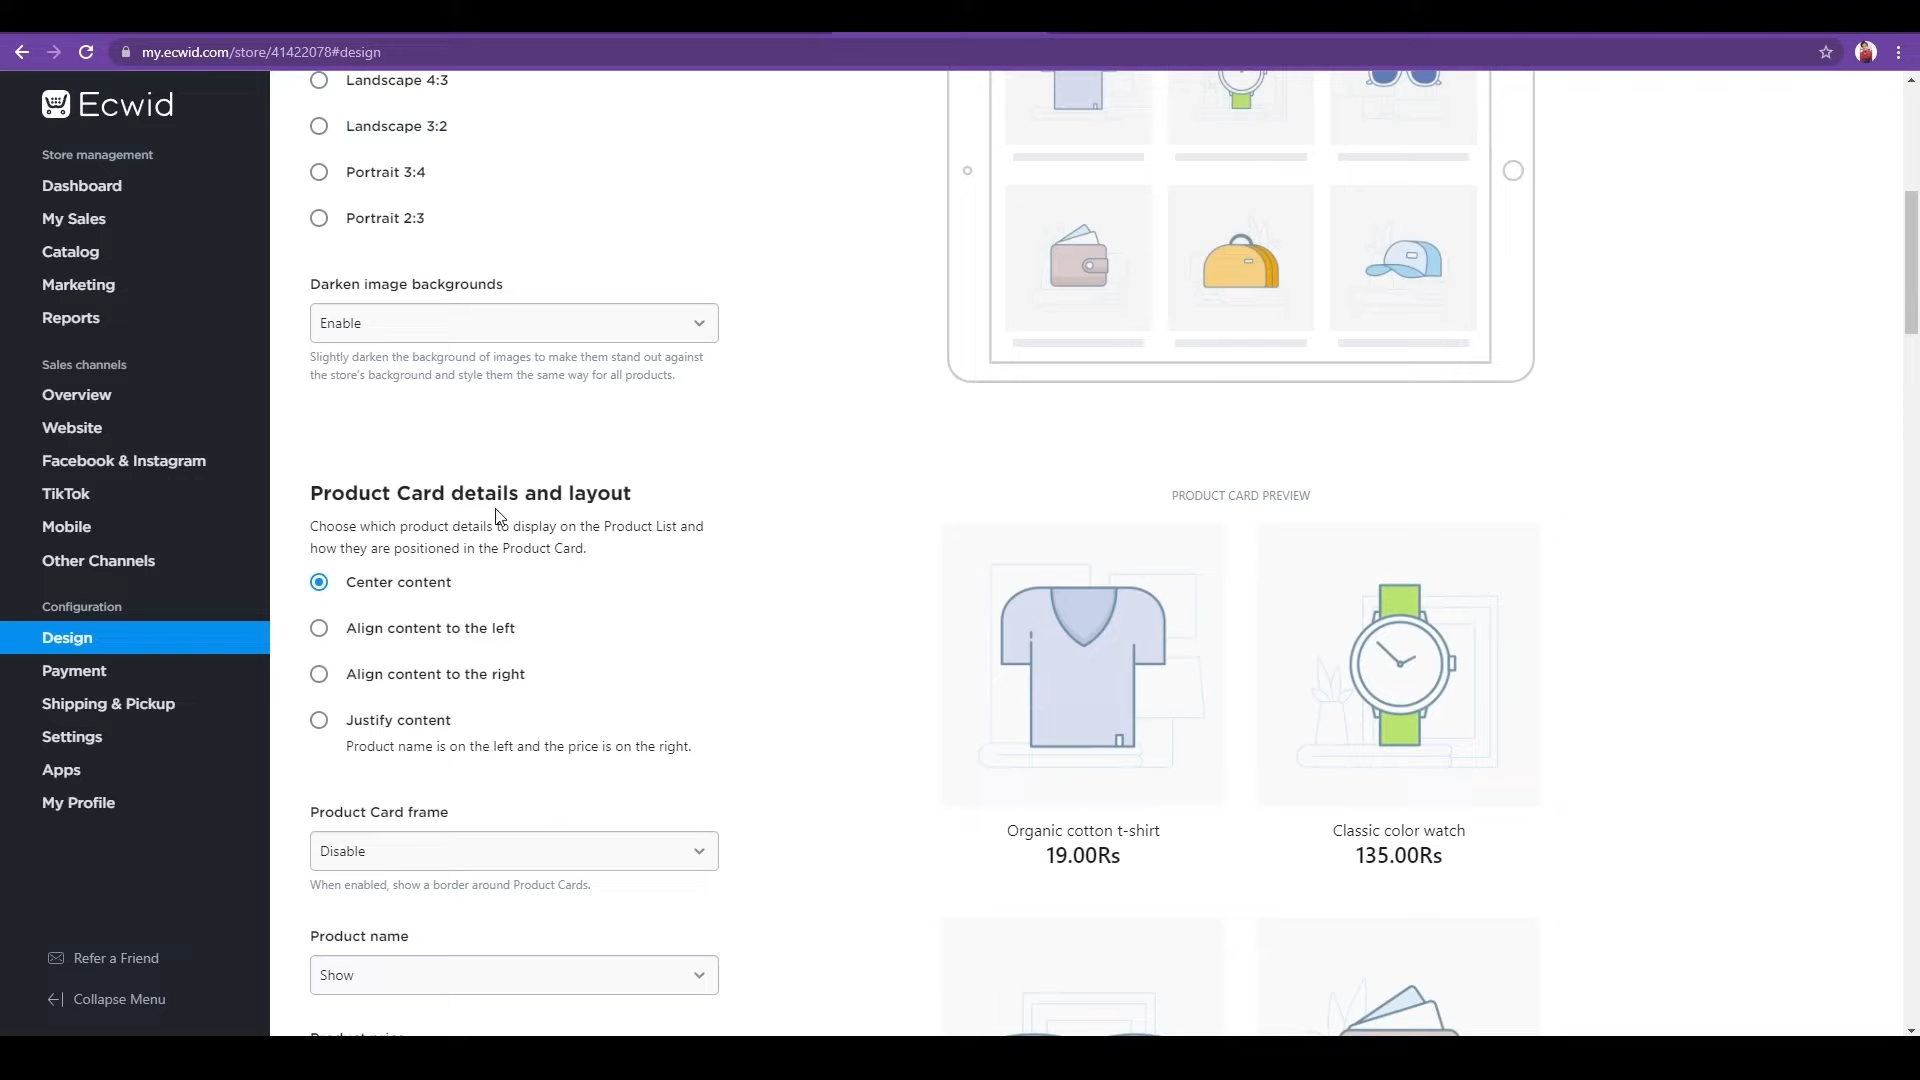 my.ecwid.com/store/41422078#design
Ecwid
Store management
Dashboard
My Sales
Catalog
Marketing
Reports
Sales channels
Overview
Website
Facebook & Instagram
TikTok
Mobile
Other Channels
Configuration
Design
Payment
Shipping & Pickup
Settings
Apps
My Profile
Refer a Friend
Collapse Menu
Landscape 4:3
Landscape 3:2
Portrait 3:4
Portrait 2:3
Darken image backgrounds
Enable
Slightly darken the background of images to make them stand out against
the store's background and style them the same way for all products.
Product Card details and layout
Choose which product details to display on the Product List and
how they are positioned in the Product Card.
Center content
Align content to the left
Align content to the right
Justify content
Product name is on the left and the price is on the right.
Product Card frame
Disable
When enabled, show a border around Product Cards.
Product name
Show
PRODUCT CARD PREVIEW
Organic cotton t-shirt
19.00Rs
Classic color watch
135.00Rs